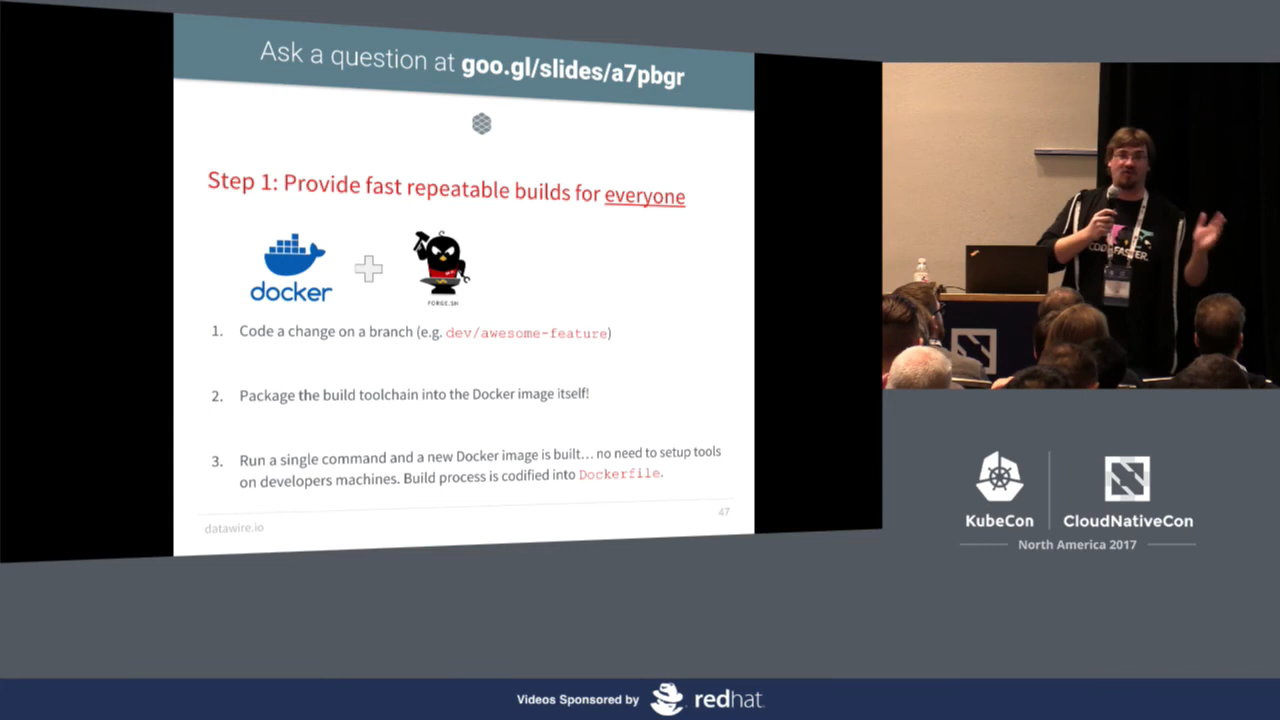 Ask a question at goo.gl/slides/a7pbgr
Step 1: Provide fast repeatable builds for everyone
docker
FORGE.SH
1. Code a change on a branch (e.g. dev/awesome-feature)
2. Package the build toolchain into the Docker image itself!
3. Run a single command and a new Docker image is built... no need to setup tools
on developers machines. Build process is codified into Dockerfile.
datawire.io
47
CODE FASTER.
KubeCon
CloudNativeCon
North America 2017
Videos Sponsored by
redhat.